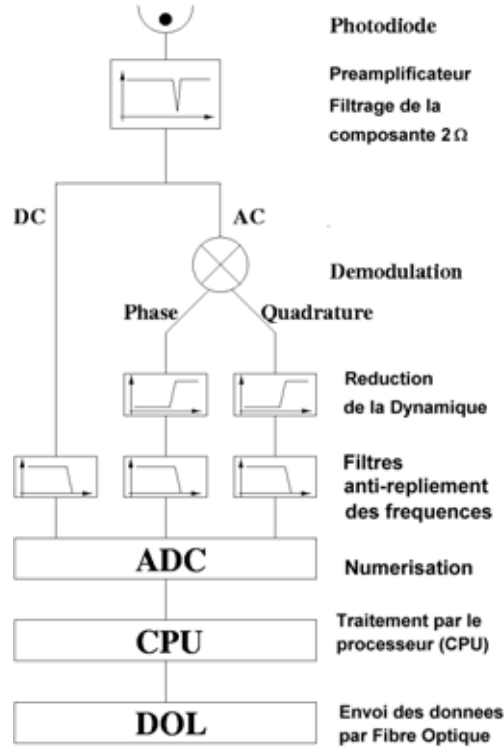 Photodiode
Preamplificateur
Filtrage de la
composante 2 Ω
DC
AC
Demodulation
Phase
Quadrature
Reduction
de la Dynamique
Filtres
anti-repliement
des frequences
ADC
Numerisation
CPU
Traitement par le
processeur (CPU)
DOL
Envoi des donnees
par Fibre Optique